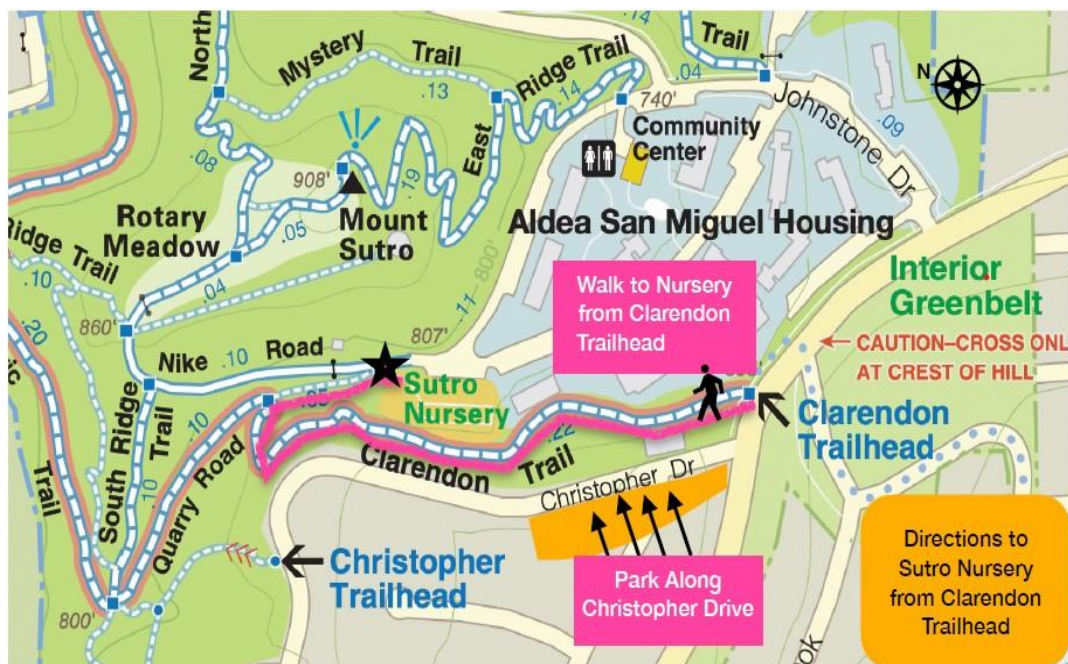 North
Mystery
Trail
.13
Ridge Trail
.14
.14
Trail
.04
N
740'
Johnstone Dr
.09
.08
Community
Center
East
.19
908'
Rotary
Meadow
.05
Mount
Sutro
Aldea San Miguel Housing
Ridge Trail
.10
.04
.11
800'
Interior
Greenbelt
Walk to Nursery
from Clarendon
Trailhead
860'
807'
CAUTION–CROSS ONL
AT CREST OF HILL
.20
ic
Trail
Nike .10 Road
Sutro
Nursery
.05
South Ridge
Trail
.10
.10
Quarry Road
.22
Clarendon
Trail
Clarendon
Trailhead
Christopher Dr
Christopher
Trailhead
Park Along
Christopher Drive
800'
Directions to
Sutro Nursery
from Clarendon
Trailhead
ok